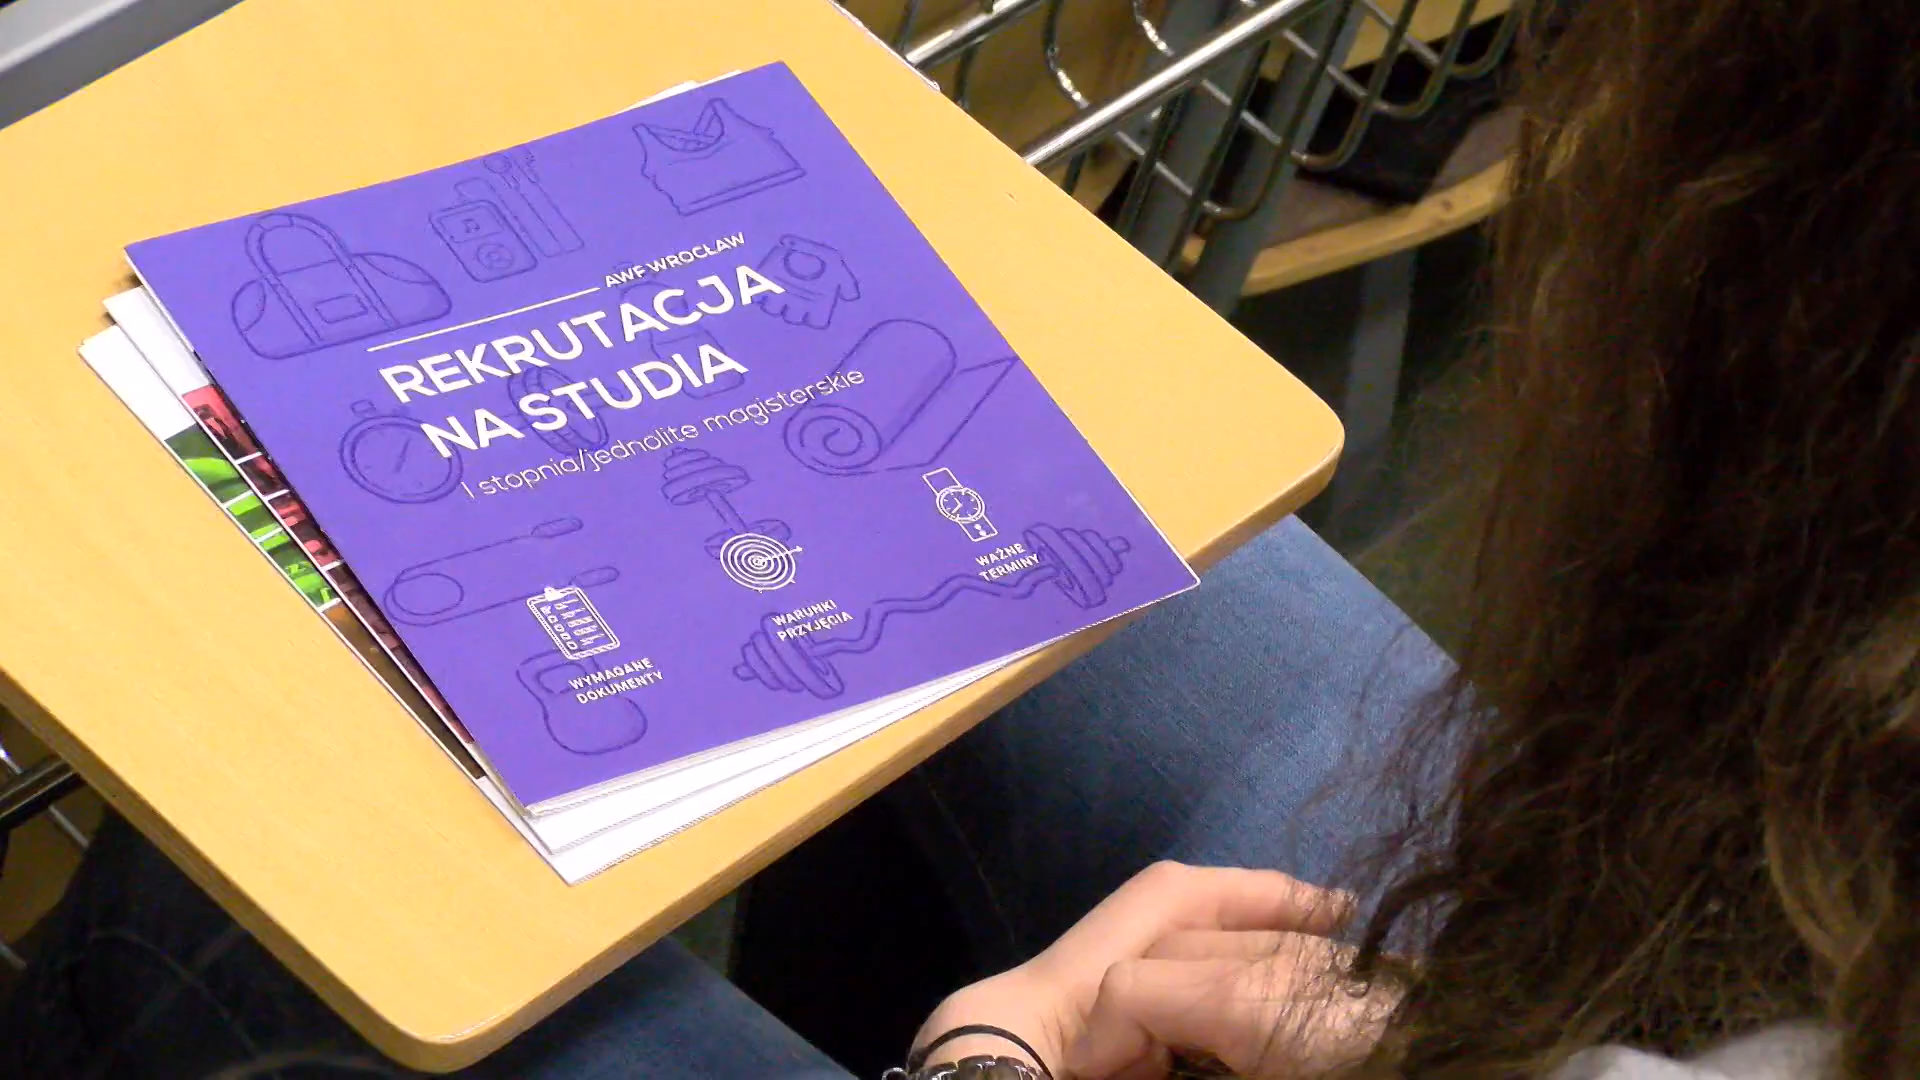 AWF WROCŁAW
REKRUTACJA
NA STUDIA
I stopnia/jednolite magisterskie
WAŻNE
TERMINY
WARUNKI
PRZYJĘCIA
WYMAGANE
DOKUMENTY